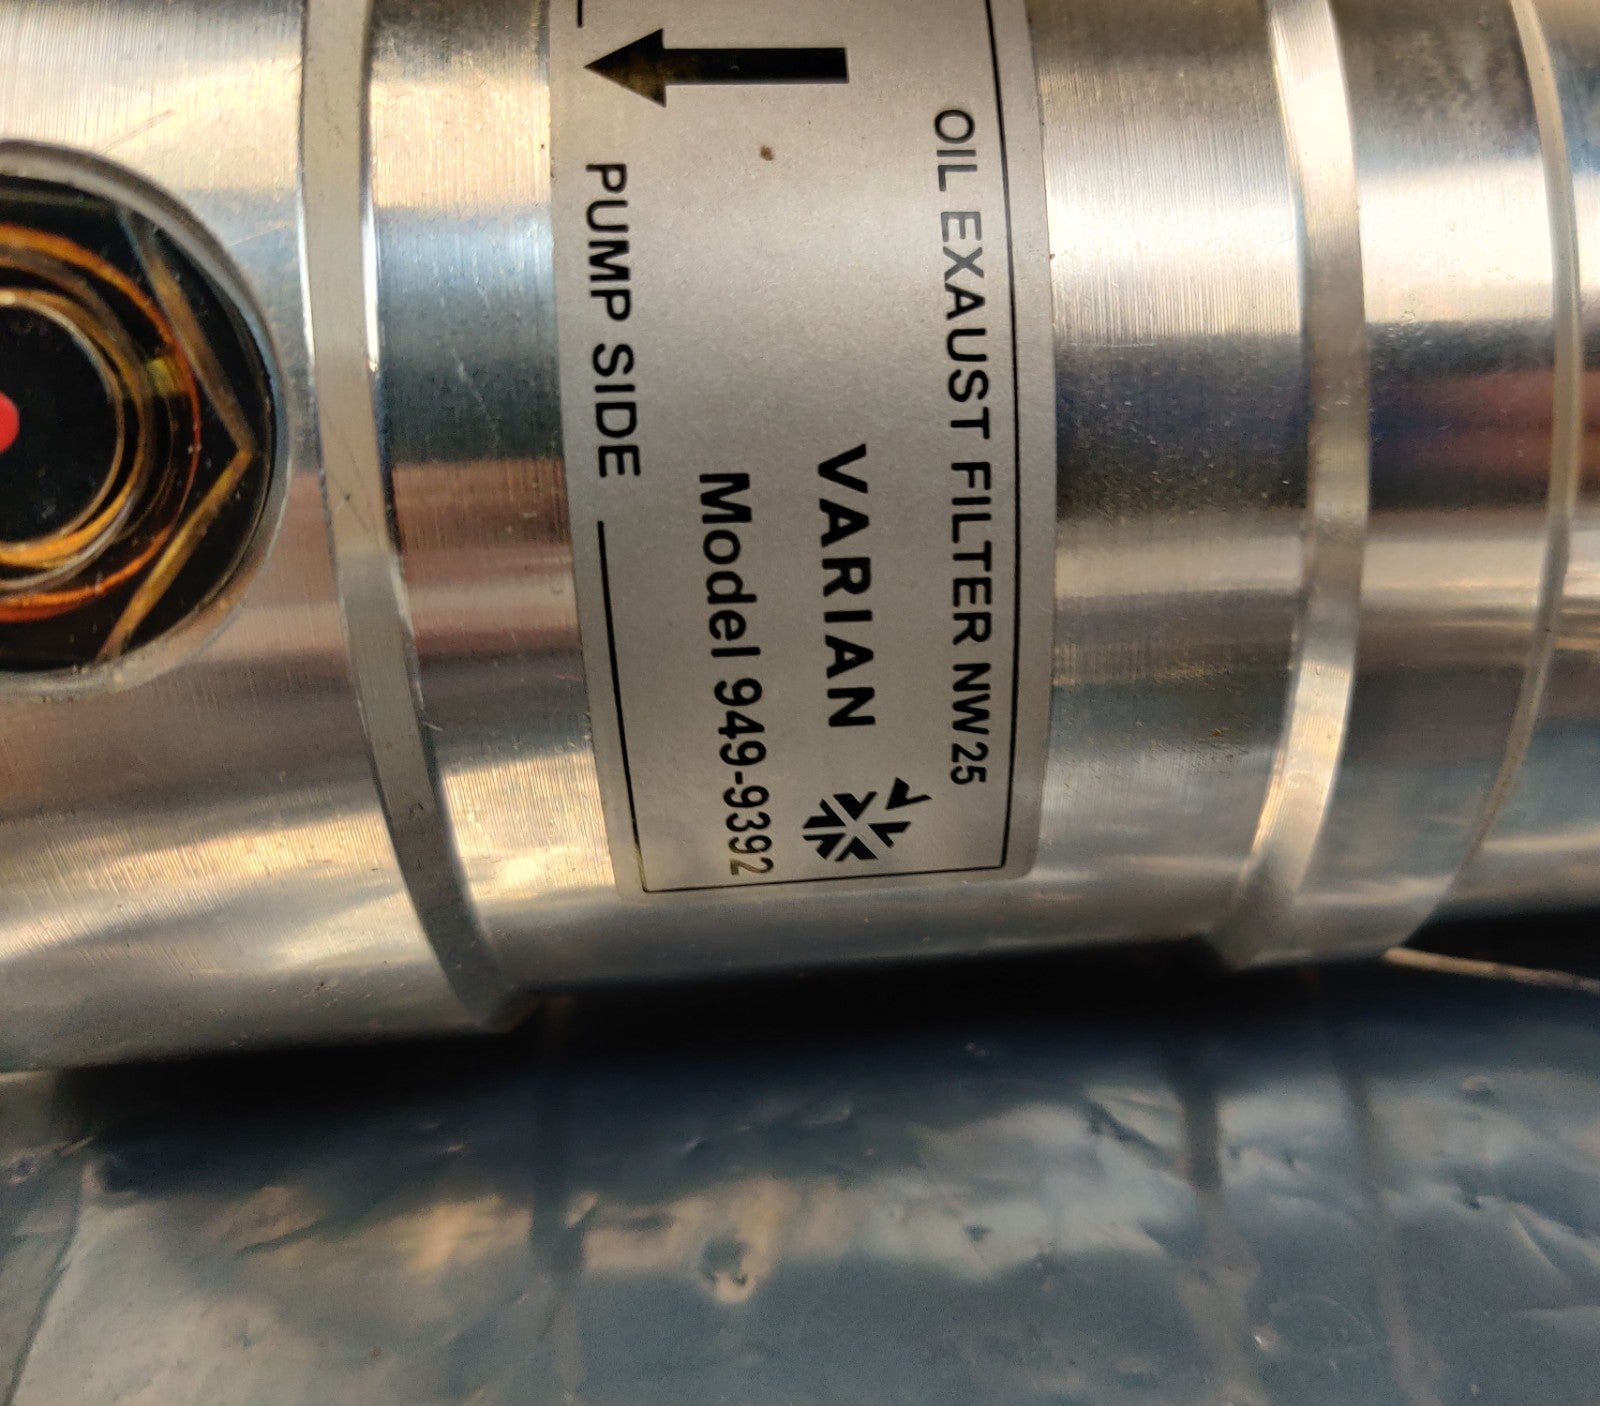 OIL EXAUST FILTER NW25
VARIAN
Model 949-9392
PUMP SIDE